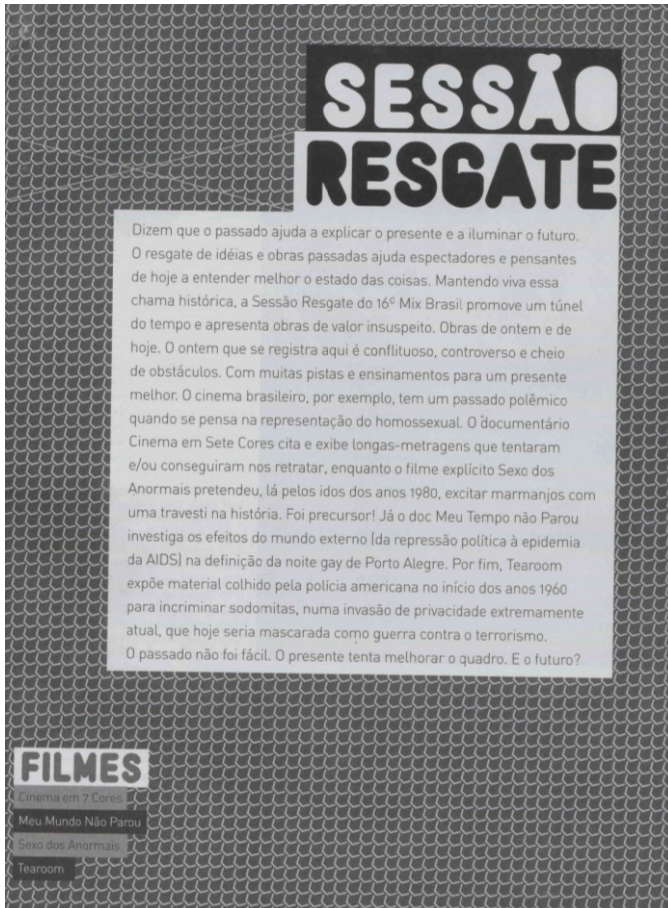 SESSÃO
RESGATE
Dizem que o passado ajuda a explicar o presente e a iluminar o futuro.
O resgate de idéias e obras passadas ajuda espectadores e pensantes
de hoje a entender melhor o estado das coisas. Mantendo viva essa
chama histórica, a Sessão Resgate do 16º Mix Brasil promove um túnel
do tempo e apresenta obras de valor insuspeito. Obras de ontem e de
hoje. O ontem que se registra aqui é conflituoso, controverso e cheio
de obstáculos. Com muitas pistas e ensinamentos para um presente
melhor. O cinema brasileiro, por exemplo, tem um passado polêmico
quando se pensa na representação do homossexual. O documentário
Cinema em Sete Cores cita e exibe longas-metragens que tentaram
e/ou conseguiram nos retratar, enquanto o filme explícito Sexo dos
Anormais pretendeu, lá pelos idos dos anos 1980, excitar marmanjos com
uma travesti na história. Foi precursor! Já o doc Meu Tempo não Parou
investiga os efeitos do mundo externo (da repressão política à epidemia
da AIDS) na definição da noite gay de Porto Alegre. Por fim, Tearoom
expõe material colhido pela polícia americana no início dos anos 1960
para incriminar sodomitas, numa invasão de privacidade extremamente
atual, que hoje seria mascarada como guerra contra o terrorismo.
O passado não foi fácil. O presente tenta melhorar o quadro. E o futuro?
FILMES
Cinema em 7 Cores
Meu Mundo Não Parou
Sexo dos Anormais
Tearoom